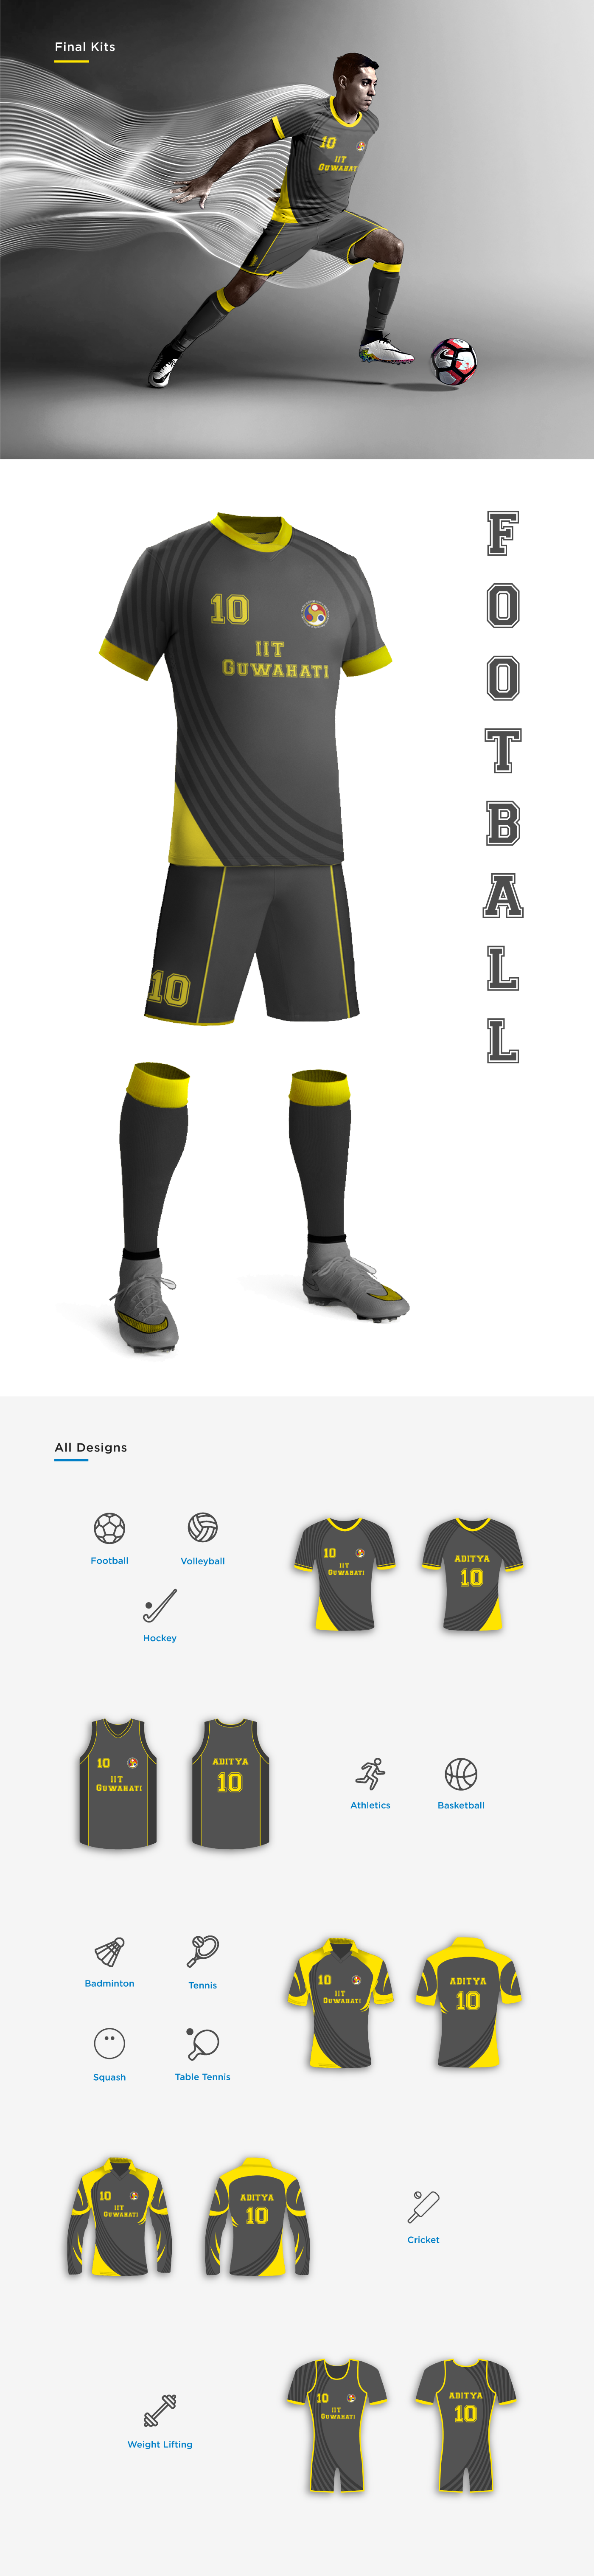 Final Kits
10
IIT
GUWAHATI
10
IIT
GUWAHATI
10
FOOTBALL
All Designs
Football
Volleyball
Hockey
10
IIT
GUWAHATI
ADITYA
10
10
IIT
GUWAHATI
ADITYA
10
Athletics
Basketball
Badminton
Tennis
Squash
Table Tennis
10
IIT
GUWAHATI
ADITYA
10
10
IIT
GUWAHATI
ADITYA
10
Cricket
Weight Lifting
10
IIT
GUWAHATI
ADITYA
10